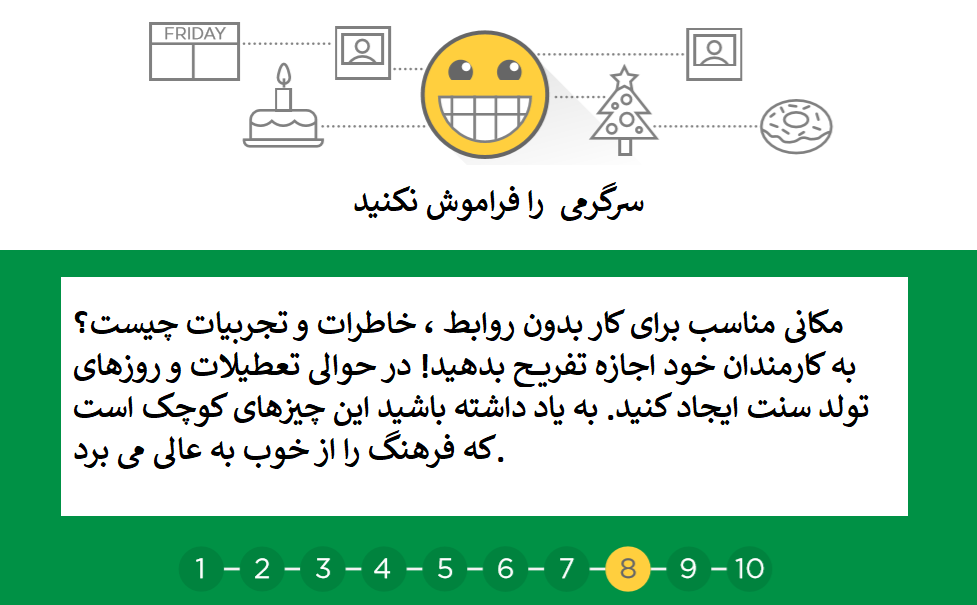 FRIDAY
سرگرمی را فراموش نکنید
مکانی مناسب برای کار بدون روابط ، خاطرات و تجربیات چیست؟
به کارمندان خود اجازه تفریح بدهید! در حوالی تعطیلات و روزهای
تولد سنت ایجاد کنید. به یاد داشته باشید این چیزهای کوچک است
که فرهنگ را از خوب به عالی می برد.
1 – 2 – 3 – 4 – 5 – 6 – 7 – 8 – 9 – 10